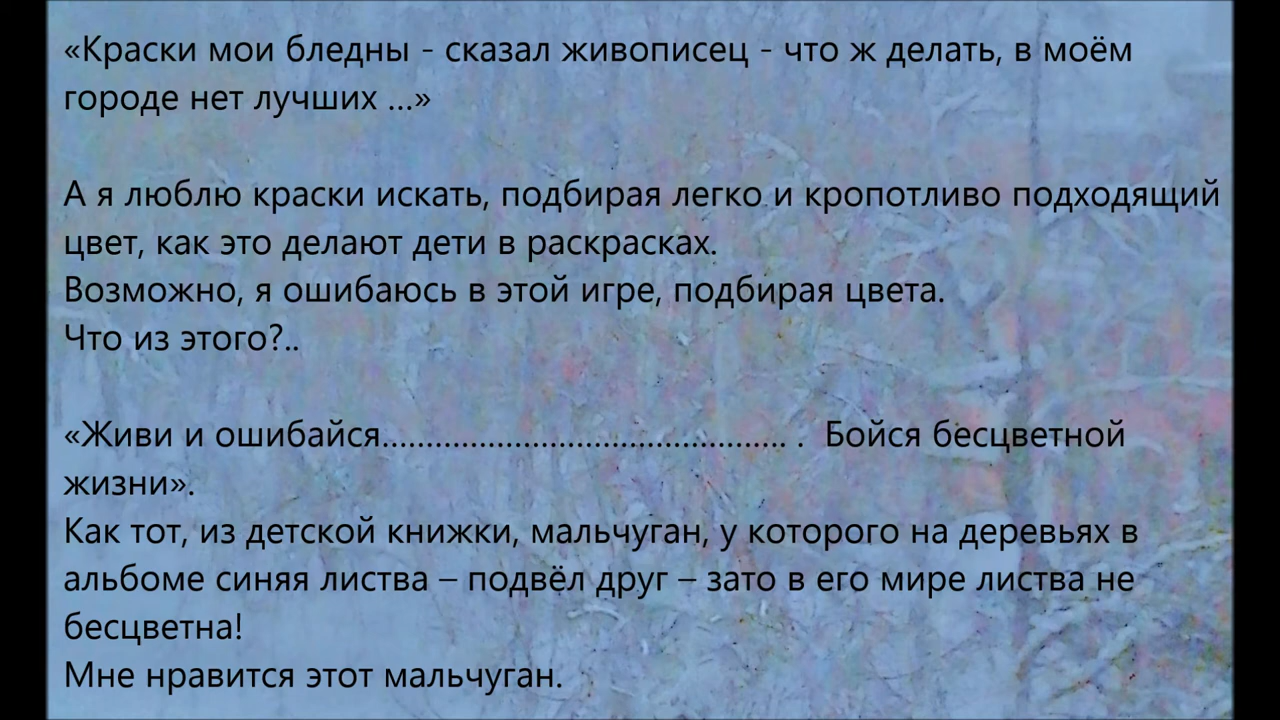 «Краски мои бледны - сказал живописец - что ж делать, в моём
городе нет лучших ...»
А я люблю краски искать, подбирая легко и кропотливо подходящий
цвет, как это делают дети в раскрасках.
Возможно, я ошибаюсь в этой игре, подбирая цвета.
Что из этого?..
«Живи и ошибайся.................................................. .  Бойся бесцветной
жизни».
Как тот, из детской книжки, мальчуган, у которого на деревьях в
альбоме синяя листва – подвёл друг – зато в его мире листва не
бесцветна!
Мне нравится этот мальчуган.